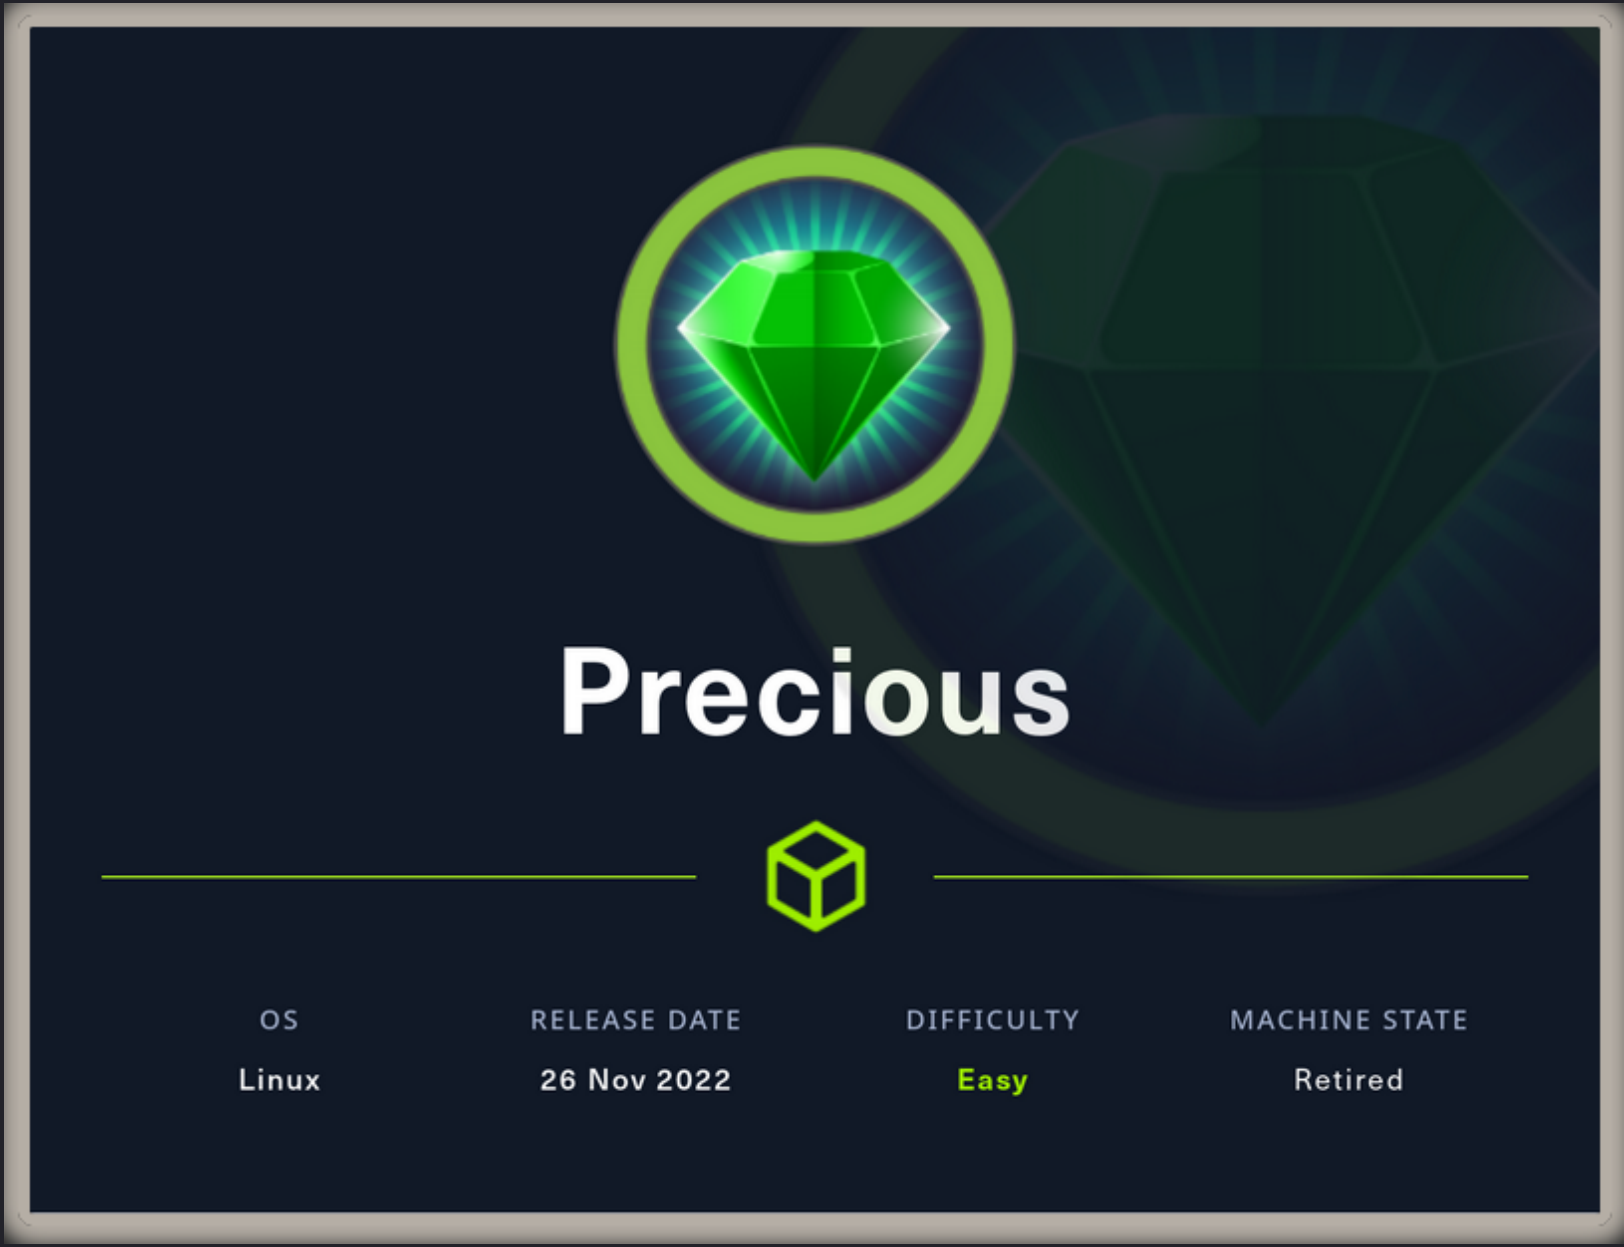 Precious
OS RELEASE DATE DIFFICULTY MACHINE STATE
Linux 26 Nov 2022 Easy Retired